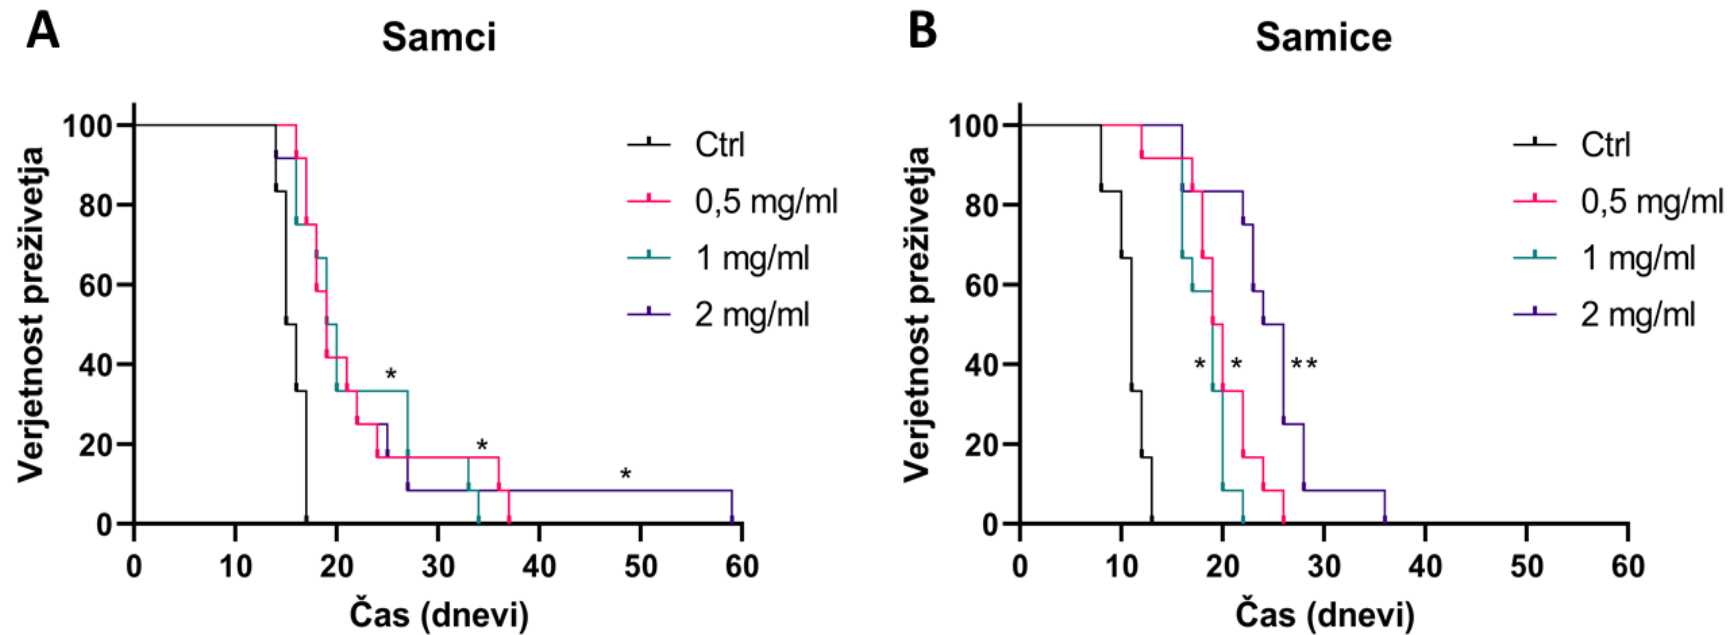 A
Samci
Verjetnost preživetja
100
80
60
40
20
0
0 10 20 30 40 50 60
Čas (dnevi)
Ctrl
0,5 mg/ml
1 mg/ml
2 mg/ml
*
*
*
B
Samice
Verjetnost preživetja
100
80
60
40
20
0
0 10 20 30 40 50 60
Čas (dnevi)
Ctrl
0,5 mg/ml
1 mg/ml
2 mg/ml
* * **